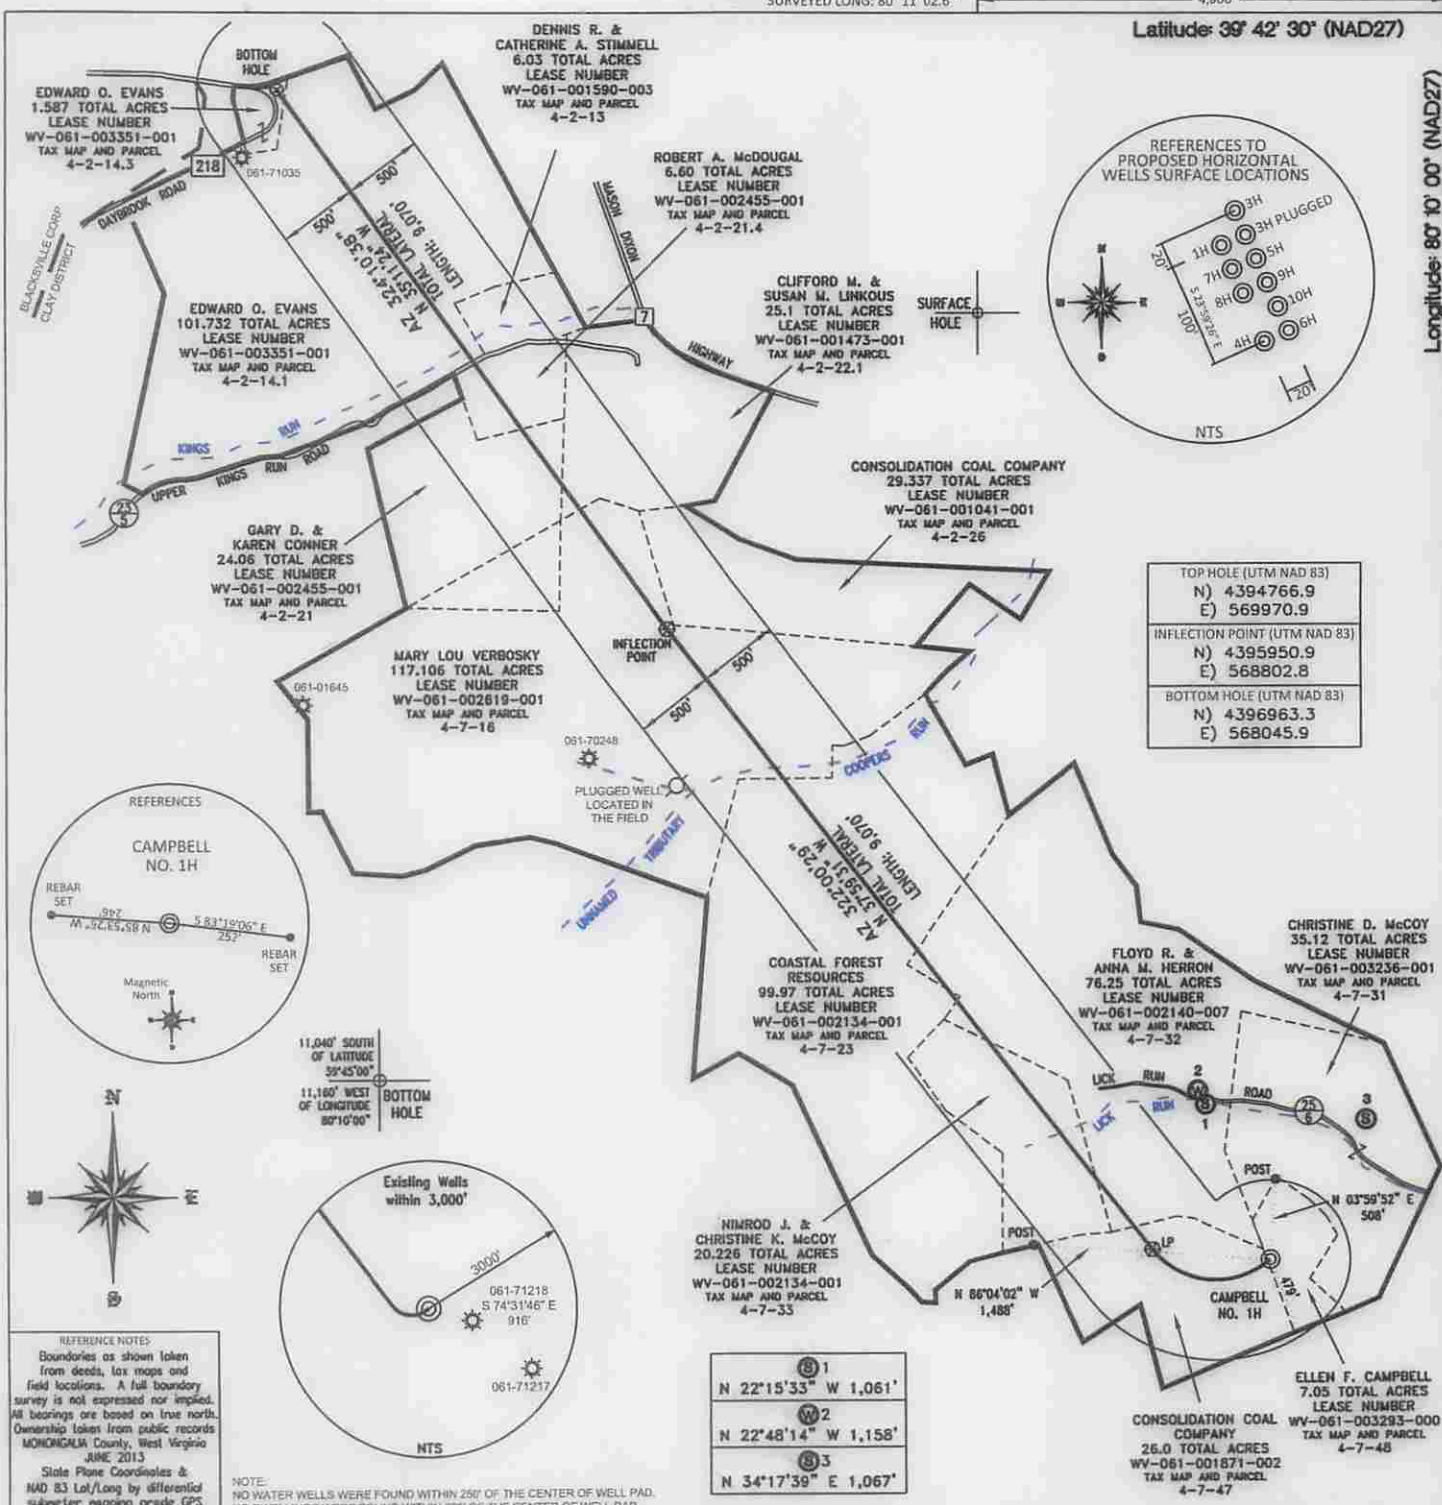 SURVEYED LONG: 80° 11' 02.6"
Latitude: 39° 42' 30" (NAD27)
Longitude: 80° 10' 00" (NAD27)
BOTTOM
HOLE
DENNIS R. &
CATHERINE A. STIMMELL
6.03 TOTAL ACRES
LEASE NUMBER
WV-061-001590-003
TAX MAP AND PARCEL
4-2-13
EDWARD O. EVANS
1.587 TOTAL ACRES
LEASE NUMBER
WV-061-003351-001
TAX MAP AND PARCEL
4-2-14.3
218
061-71035
DAYBROOK ROAD
BLACKSVILLE CORP
CLAY DISTRICT
500'
500'
AZ 324°10'38"
N 35°11'24" W
TOTAL LATERAL
LENGTH: 9,070'
ROBERT A. McDOUGAL
6.60 TOTAL ACRES
LEASE NUMBER
WV-061-002455-001
TAX MAP AND PARCEL
4-2-21.4
MASON DIXON
7
HIGHWAY
CLIFFORD M. &
SUSAN M. LINKOUS
25.1 TOTAL ACRES
LEASE NUMBER
WV-061-001473-001
TAX MAP AND PARCEL
4-2-22.1
SURFACE
HOLE
REFERENCES TO
PROPOSED HORIZONTAL
WELLS SURFACE LOCATIONS
3H
3H PLUGGED
1H
5H
7H
9H
8H
10H
4H
6H
20'
S 23°59'26" E
100'
20'
NTS
EDWARD O. EVANS
101.732 TOTAL ACRES
LEASE NUMBER
WV-061-003351-001
TAX MAP AND PARCEL
4-2-14.1
KINGS RUN
UPPER KINGS RUN ROAD
23
5
GARY D. &
KAREN CONNER
24.06 TOTAL ACRES
LEASE NUMBER
WV-061-002455-001
TAX MAP AND PARCEL
4-2-21
CONSOLIDATION COAL COMPANY
29.337 TOTAL ACRES
LEASE NUMBER
WV-061-001041-001
TAX MAP AND PARCEL
4-2-26
TOP HOLE (UTM NAD 83)
N) 4394766.9
E) 569970.9
INFLECTION POINT (UTM NAD 83)
N) 4395950.9
E) 568802.8
BOTTOM HOLE (UTM NAD 83)
N) 4396963.3
E) 568045.9
INFLECTION
POINT
MARY LOU VERBOSKY
117.106 TOTAL ACRES
LEASE NUMBER
WV-061-002619-001
TAX MAP AND PARCEL
4-7-16
061-01645
500'
500'
061-70248
PLUGGED WELL
LOCATED IN
THE FIELD
COOPERS RUN
UNNAMED TRIBUTARY
AZ 322°00'29"
N 37°59'31" W
TOTAL LATERAL
LENGTH: 9,070'
REFERENCES
CAMPBELL
NO. 1H
REBAR
SET
N 85°53'25" W
246'
S 83°19'06" E
252'
REBAR
SET
Magnetic
North
COASTAL FOREST
RESOURCES
99.97 TOTAL ACRES
LEASE NUMBER
WV-061-002134-001
TAX MAP AND PARCEL
4-7-23
FLOYD R. &
ANNA M. HERRON
76.25 TOTAL ACRES
LEASE NUMBER
WV-061-002140-007
TAX MAP AND PARCEL
4-7-32
CHRISTINE D. McCOY
35.12 TOTAL ACRES
LEASE NUMBER
WV-061-003236-001
TAX MAP AND PARCEL
4-7-31
11,040' SOUTH
OF LATITUDE
39°45'00"
11,160' WEST
OF LONGITUDE
80°10'00"
BOTTOM
HOLE
LICK RUN ROAD
LICK RUN
2
W
S
1
25
6
3
S
POST
N 03°59'52" E
508'
N
E
S
Existing Wells
within 3,000'
3000'
061-71218
S 74°31'46" E
916'
061-71217
NTS
NIMROD J. &
CHRISTINE K. McCOY
20.226 TOTAL ACRES
LEASE NUMBER
WV-061-002134-001
TAX MAP AND PARCEL
4-7-33
POST
LP
N 86°04'02" W
1,488'
CAMPBELL
NO. 1H
479'
S 1
N 22°15'33" W 1,061'
W 2
N 22°48'14" W 1,158'
S 3
N 34°17'39" E 1,067'
CONSOLIDATION COAL
COMPANY
26.0 TOTAL ACRES
WV-061-001871-002
TAX MAP AND PARCEL
4-7-47
ELLEN F. CAMPBELL
7.05 TOTAL ACRES
LEASE NUMBER
WV-061-003293-000
TAX MAP AND PARCEL
4-7-48
REFERENCE NOTES
Boundaries as shown taken
from deeds, tax maps and
field locations. A full boundary
survey is not expressed nor implied.
All bearings are based on true north.
Ownership taken from public records
MONONGALIA County, West Virginia
JUNE 2013
State Plane Coordinates &
NAD 83 Lat/Long by differential
submeter mapping grade GPS
NOTE:
NO WATER WELLS WERE FOUND WITHIN 250' OF THE CENTER OF WELL PAD.